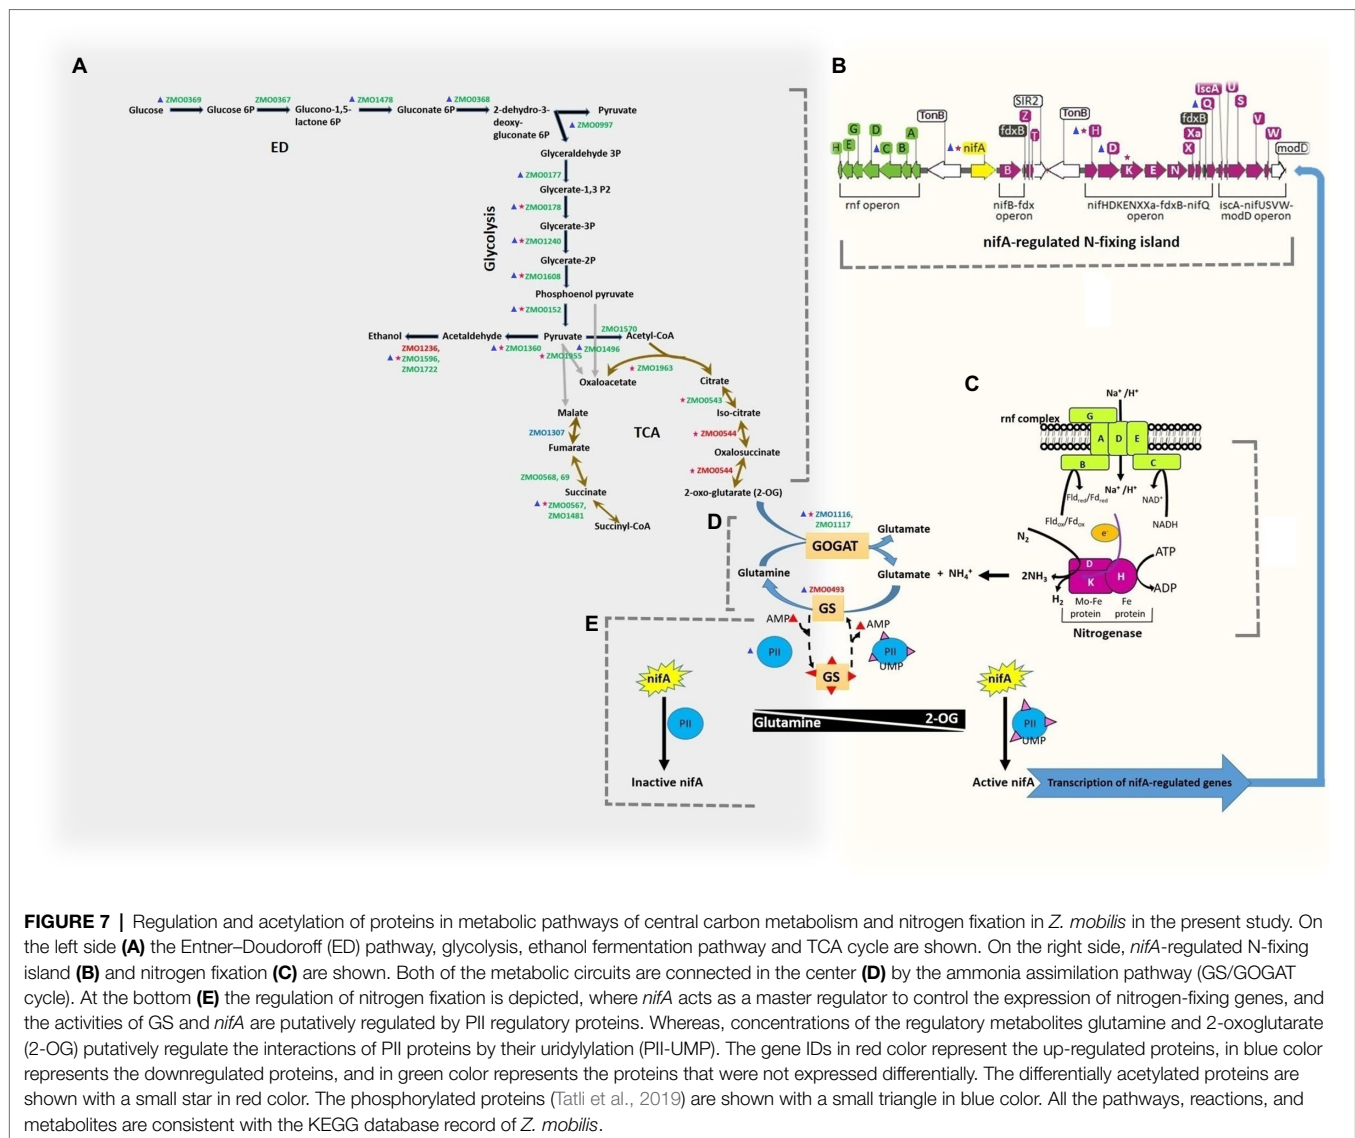 A
Glucose
ZMO0369
Glucose 6P
ZMO0367
Glucono-1,5-
lactone 6P
ZMO1478
Gluconate 6P
ZMO0368
2-dehydro-3-
deoxy-
gluconate 6P
Pyruvate
ZMO0997
ED
Glyceraldehyde 3P
ZMO0177
Glycerate-1,3 P2
ZMO0178
Glycerate-3P
ZMO1240
Glycerate-2P
ZMO1608
Phosphoenol pyruvate
ZMO0152
Glycolysis
Ethanol
Acetaldehyde
Pyruvate
ZMO1570
Acetyl-CoA
ZMO1236,
ZMO1596,
ZMO1722
ZMO1360
ZMO1955
ZMO1496
ZMO1963
Oxaloacetate
Citrate
ZMO0543
Iso-citrate
ZMO0544
Oxalosuccinate
ZMO0544
2-oxo-glutarate (2-OG)
Malate
ZMO1307
Fumarate
TCA
ZMO0568, 69
Succinate
ZMO0567,
ZMO1481
Succinyl-CoA
B
H
E
G
D
C
B
A
TonB
nifA
fdxB
SIR2
Z
T
TonB
H
D
IscA
U
Q
S
fdxB
V
Xa
W
X
modD
B
K
E
N
rnf operon
nifB-fdx
operon
nifHDKENXXa-fdxB-nifQ
operon
iscA-nifUSVW-
modD operon
nifA-regulated N-fixing island
C
Na⁺ /H⁺
rnf complex
G
A
D
E
B
C
Na⁺ /H⁺
Fld_red/Fd_red
NAD⁺
Fld_ox/Fd_ox
NADH
N₂
e⁻
ATP
D
K
H
2NH₃
ADP
H₂
Mo-Fe
protein
Fe
protein
Nitrogenase
D
ZMO1116,
ZMO1117
GOGAT
Glutamate
Glutamine
Glutamate + NH₄⁺
ZMO0493
GS
E
AMP
AMP
PII
PII
UMP
GS
nifA
PII
Inactive nifA
Glutamine
2-OG
nifA
PII
UMP
Active nifA
Transcription of nifA-regulated genes
FIGURE 7 | Regulation and acetylation of proteins in metabolic pathways of central carbon metabolism and nitrogen fixation in Z. mobilis in the present study. On
the left side (A) the Entner–Doudoroff (ED) pathway, glycolysis, ethanol fermentation pathway and TCA cycle are shown. On the right side, nifA-regulated N-fixing
island (B) and nitrogen fixation (C) are shown. Both of the metabolic circuits are connected in the center (D) by the ammonia assimilation pathway (GS/GOGAT
cycle). At the bottom (E) the regulation of nitrogen fixation is depicted, where nifA acts as a master regulator to control the expression of nitrogen-fixing genes, and
the activities of GS and nifA are putatively regulated by PII regulatory proteins. Whereas, concentrations of the regulatory metabolites glutamine and 2-oxoglutarate
(2-OG) putatively regulate the interactions of PII proteins by their uridylylation (PII-UMP). The gene IDs in red color represent the up-regulated proteins, in blue color
represents the downregulated proteins, and in green color represents the proteins that were not expressed differentially. The differentially acetylated proteins are
shown with a small star in red color. The phosphorylated proteins (Tatli et al., 2019) are shown with a small triangle in blue color. All the pathways, reactions, and
metabolites are consistent with the KEGG database record of Z. mobilis.